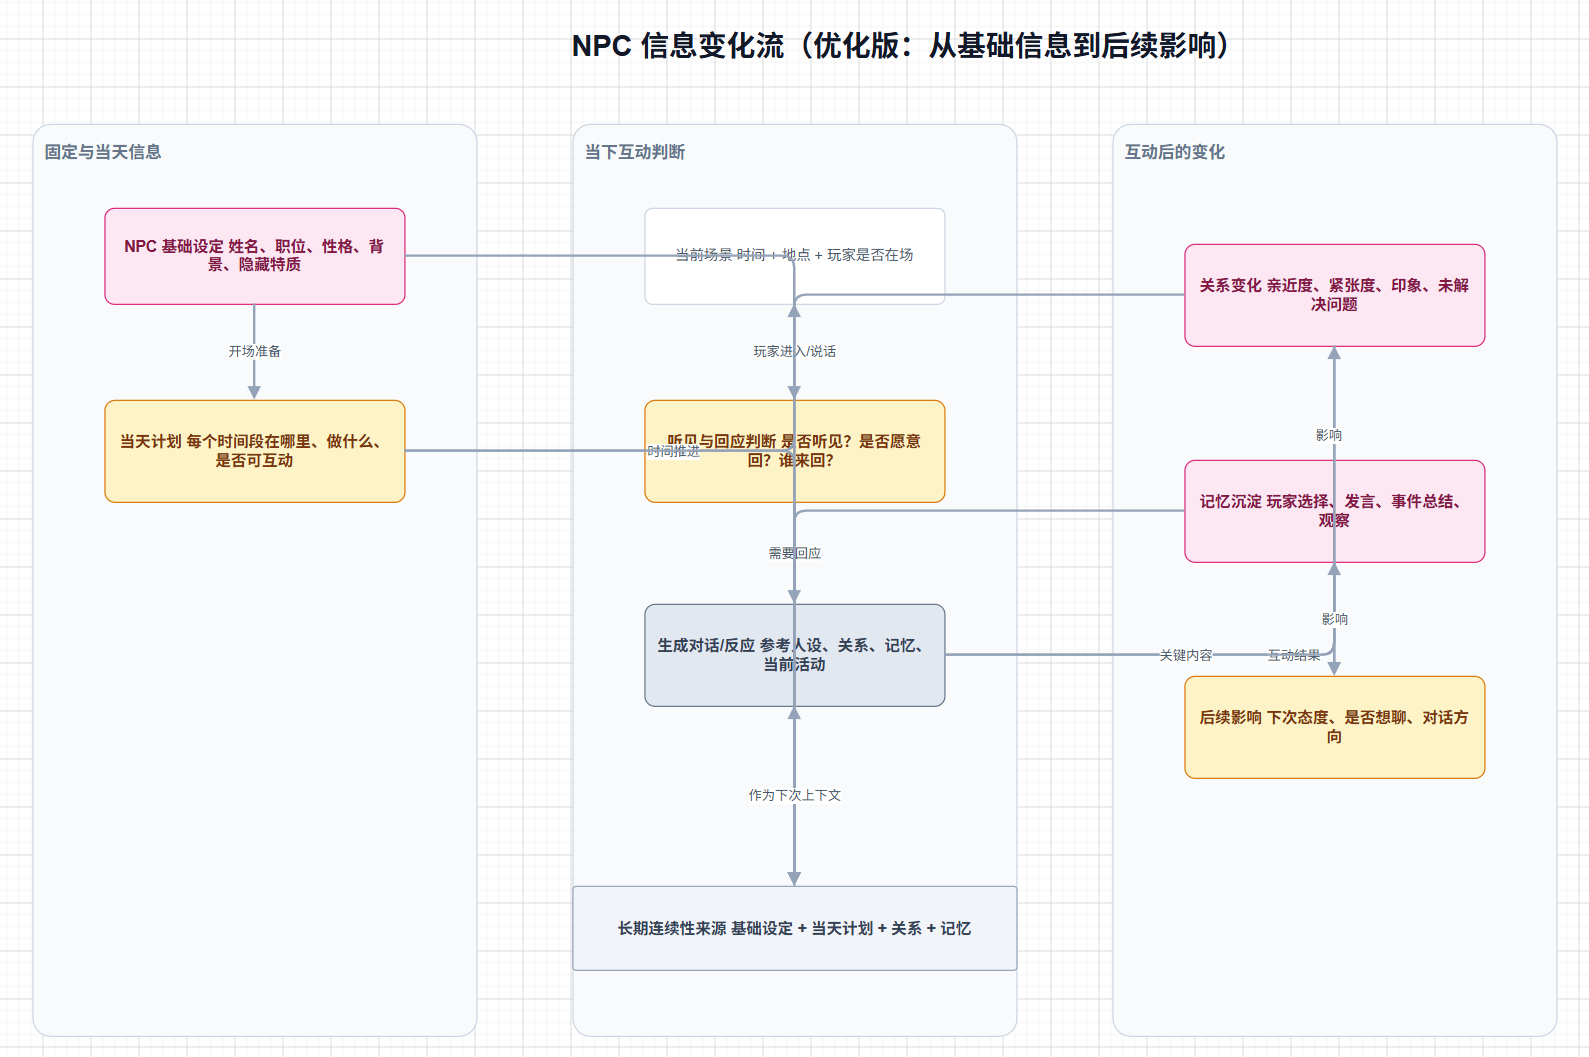 NPC 信息变化流（优化版：从基础信息到后续影响）
固定与当天信息
NPC 基础设定 姓名、职位、性格、背
景、隐藏特质
开场准备
当天计划 每个时间段在哪里、做什么、
是否可互动
当下互动判断
当前场景 时间 + 地点 + 玩家是否在场
玩家进入/说话
听见与回应判断 是否听见？是否愿意
回？谁来回？
时间推进
需要回应
生成对话/反应 参考人设、关系、记忆、
当前活动
作为下次上下文
长期连续性来源 基础设定 + 当天计划 + 关系 + 记忆
互动后的变化
关系变化 亲近度、紧张度、印象、未解
决问题
影响
记忆沉淀 玩家选择、发言、事件总结、
观察
影响
关键内容
互动结果
后续影响 下次态度、是否想聊、对话方
向